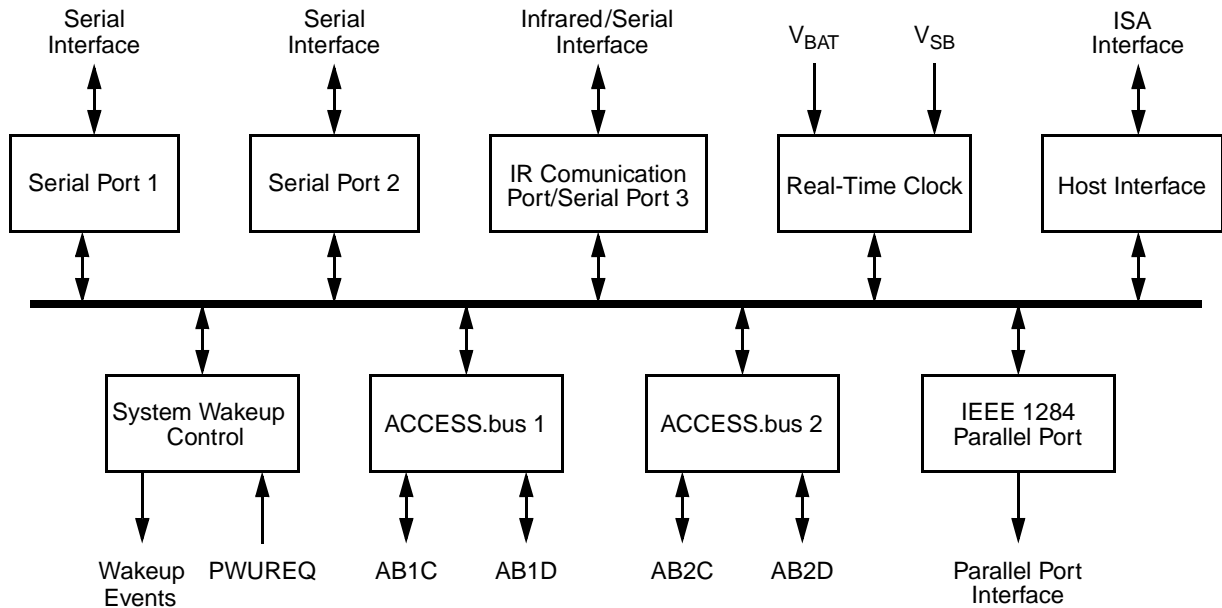 Serial
Interface
Serial
Interface
Infrared/Serial
Interface
VBAT
VSB
ISA
Interface
Serial Port 1
Serial Port 2
IR Comunication
Port/Serial Port 3
Real-Time Clock
Host Interface
System Wakeup
Control
ACCESS.bus 1
ACCESS.bus 2
IEEE 1284
Parallel Port
Wakeup
Events
PWUREQ
AB1C
AB1D
AB2C
AB2D
Parallel Port
Interface